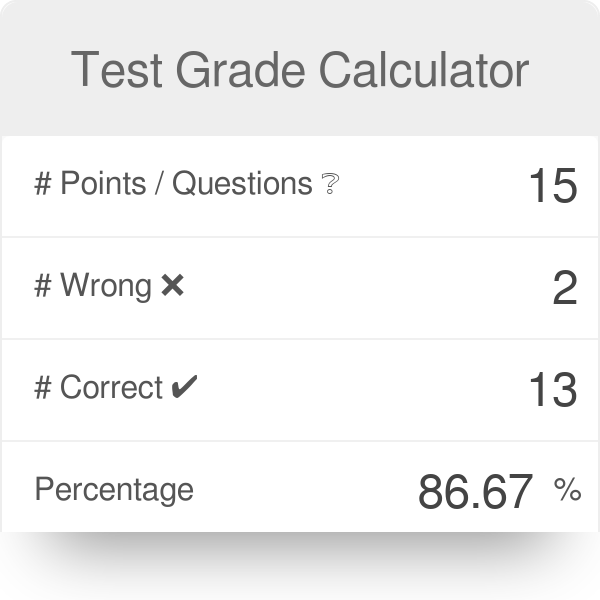 Test Grade Calculator
# Points / Questions ❔
15
# Wrong ✖
2
# Correct ✔
13
Percentage
86.67 %